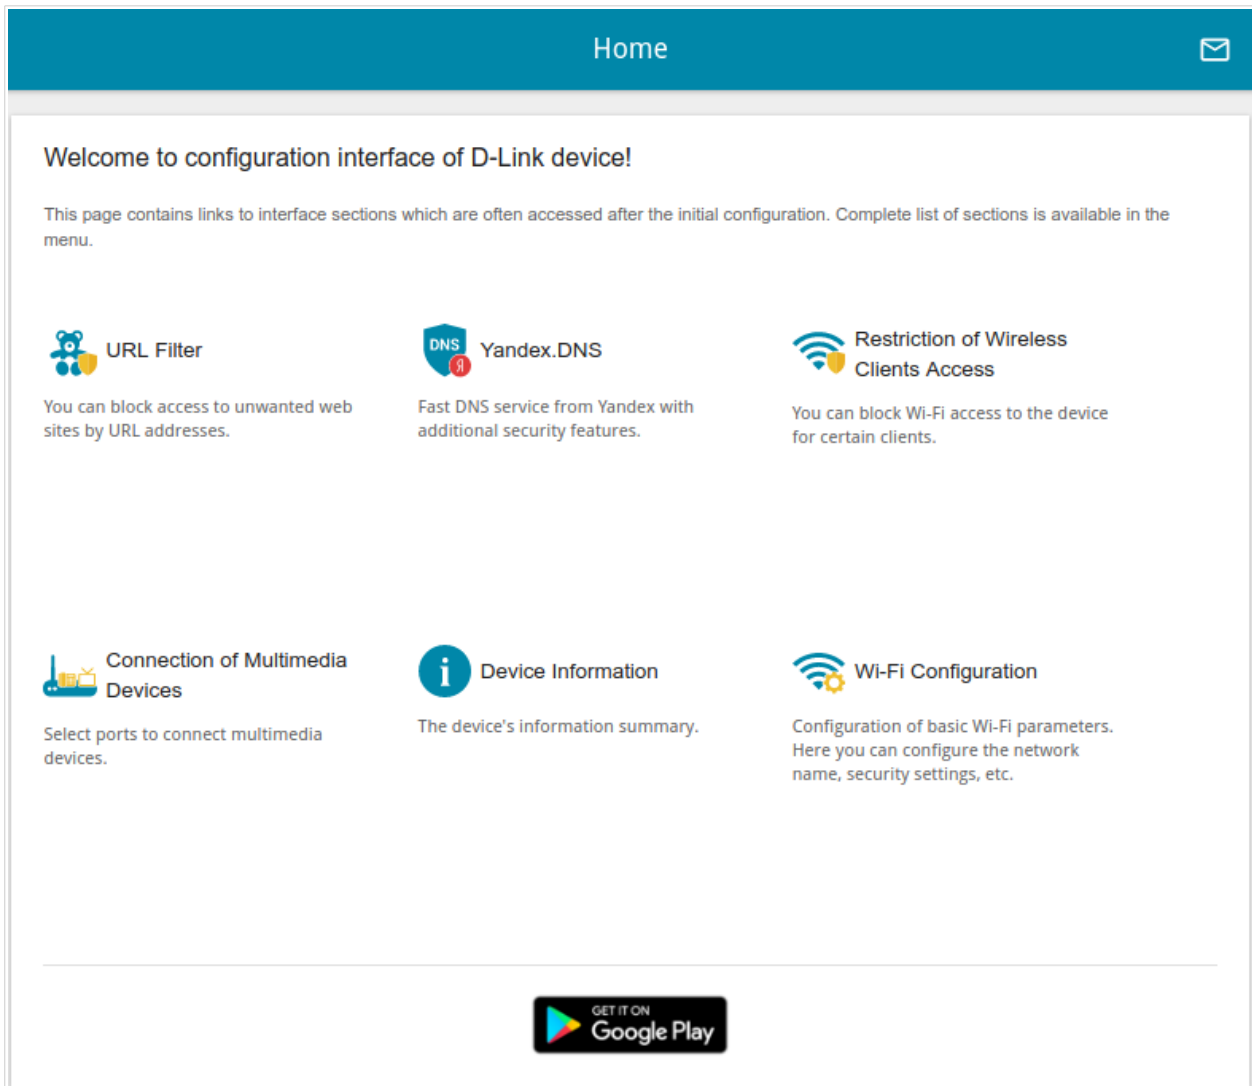 Home
Welcome to configuration interface of D-Link device!
This page contains links to interface sections which are often accessed after the initial configuration. Complete list of sections is available in the
menu.
URL Filter
You can block access to unwanted web
sites by URL addresses.
DNS
Я
Yandex.DNS
Fast DNS service from Yandex with
additional security features.
Restriction of Wireless
Clients Access
You can block Wi-Fi access to the device
for certain clients.
Connection of Multimedia
Devices
Select ports to connect multimedia
devices.
i
Device Information
The device's information summary.
Wi-Fi Configuration
Configuration of basic Wi-Fi parameters.
Here you can configure the network
name, security settings, etc.
GET IT ON
Google Play